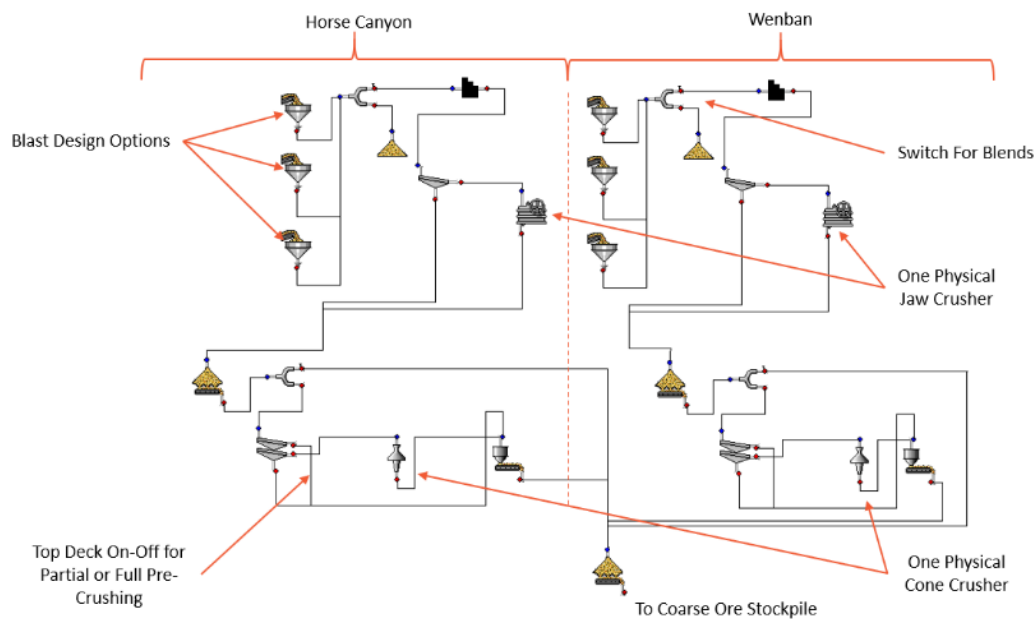 Horse Canyon
Wenban
Blast Design Options
Switch For Blends
One Physical
Jaw Crusher
Top Deck On-Off for
Partial or Full Pre-
Crushing
One Physical
Cone Crusher
To Coarse Ore Stockpile